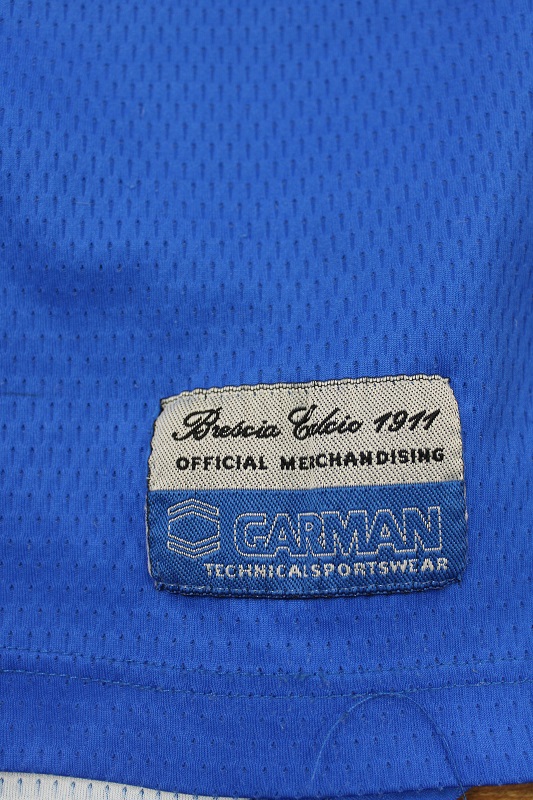 Brescia Calcio 1911
OFFICIAL MERCHANDISING
GARMAN
TECHNICALSPORTSWEAR